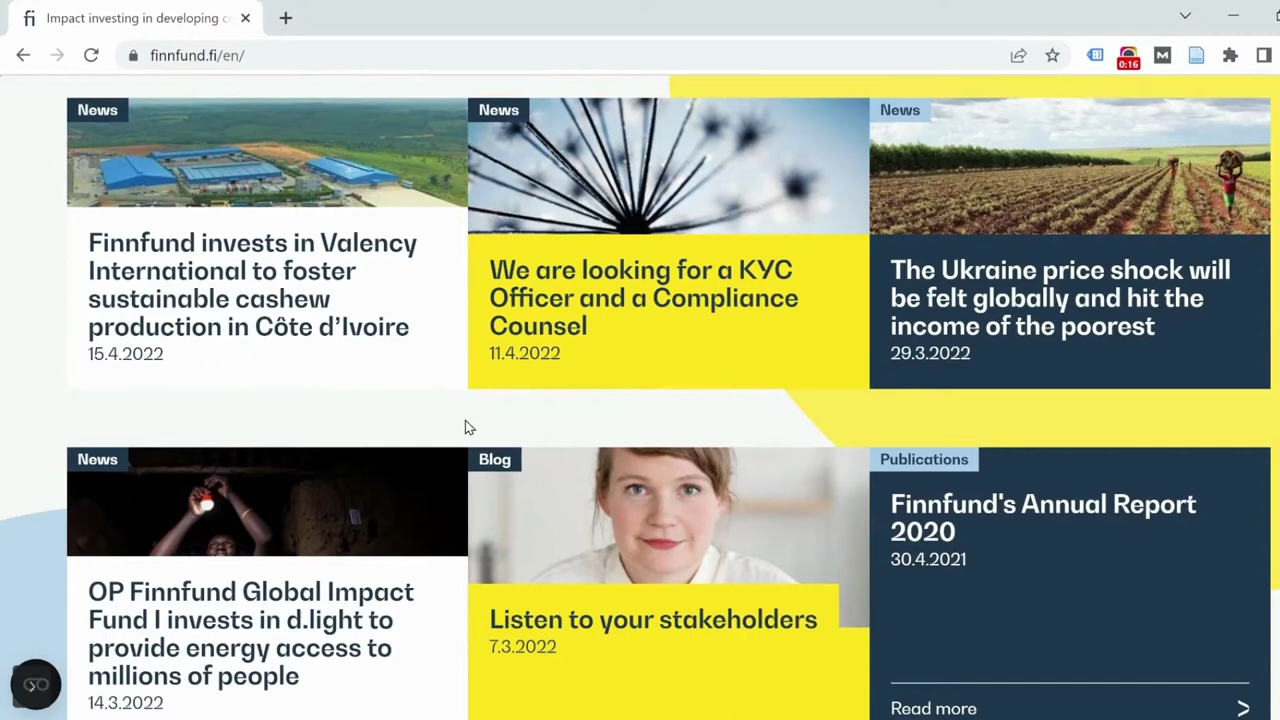 Impact investing in developing c
finnfund.fi/en/
0:16
M
News
Finnfund invests in Valency
International to foster
sustainable cashew
production in Côte d’Ivoire
15.4.2022
News
We are looking for a KYC
Officer and a Compliance
Counsel
11.4.2022
News
The Ukraine price shock will
be felt globally and hit the
income of the poorest
29.3.2022
News
OP Finnfund Global Impact
Fund I invests in d.light to
provide energy access to
millions of people
14.3.2022
Blog
Listen to your stakeholders
7.3.2022
Publications
Finnfund's Annual Report
2020
30.4.2021
Read more